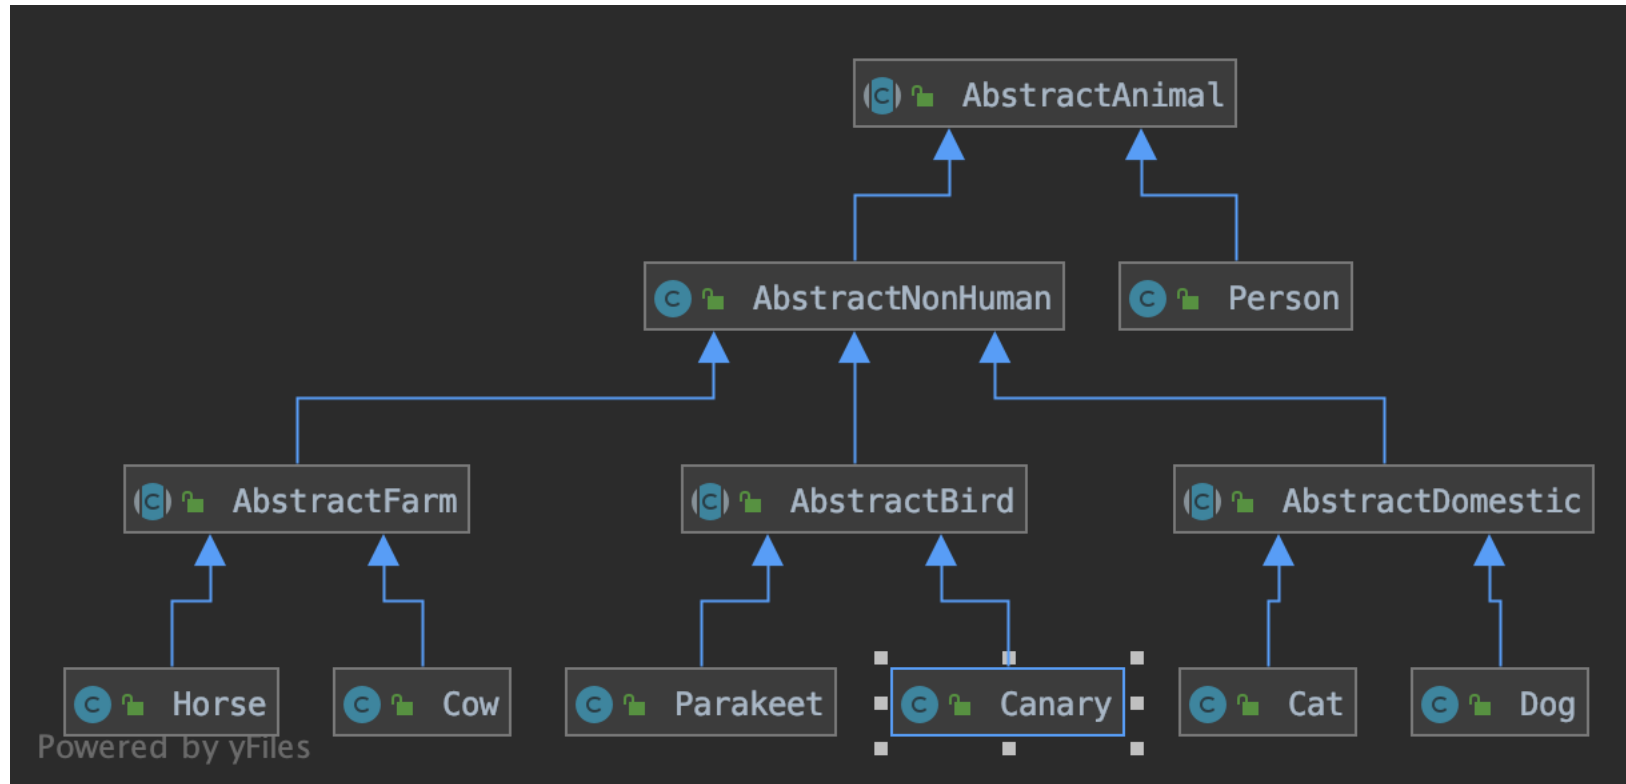 AbstractAnimal
AbstractNonHuman
Person
AbstractFarm
AbstractBird
AbstractDomestic
Horse
Cow
Parakeet
Canary
Cat
Dog
Powered by yFiles